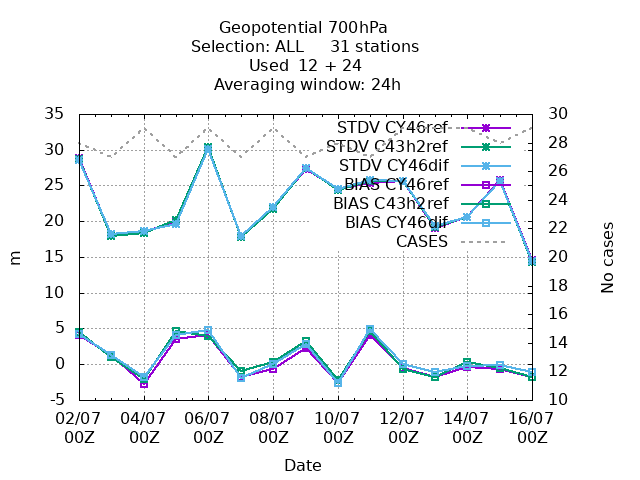 Geopotential 700hPa
Selection: ALL 31 stations
Used 12 + 24
Averaging window: 24h
35
30
25
20
15
10
5
0
-5
m
30
28
26
24
22
20
18
16
14
12
10
No cases
STDV CY46ref
STDV C43h2ref
STDV CY46dif
BIAS CY46ref
BIAS C43h2ref
BIAS CY46dif
CASES
02/07 04/07 06/07 08/07 10/07 12/07 14/07 16/07
00Z 00Z 00Z 00Z 00Z 00Z 00Z 00Z
Date